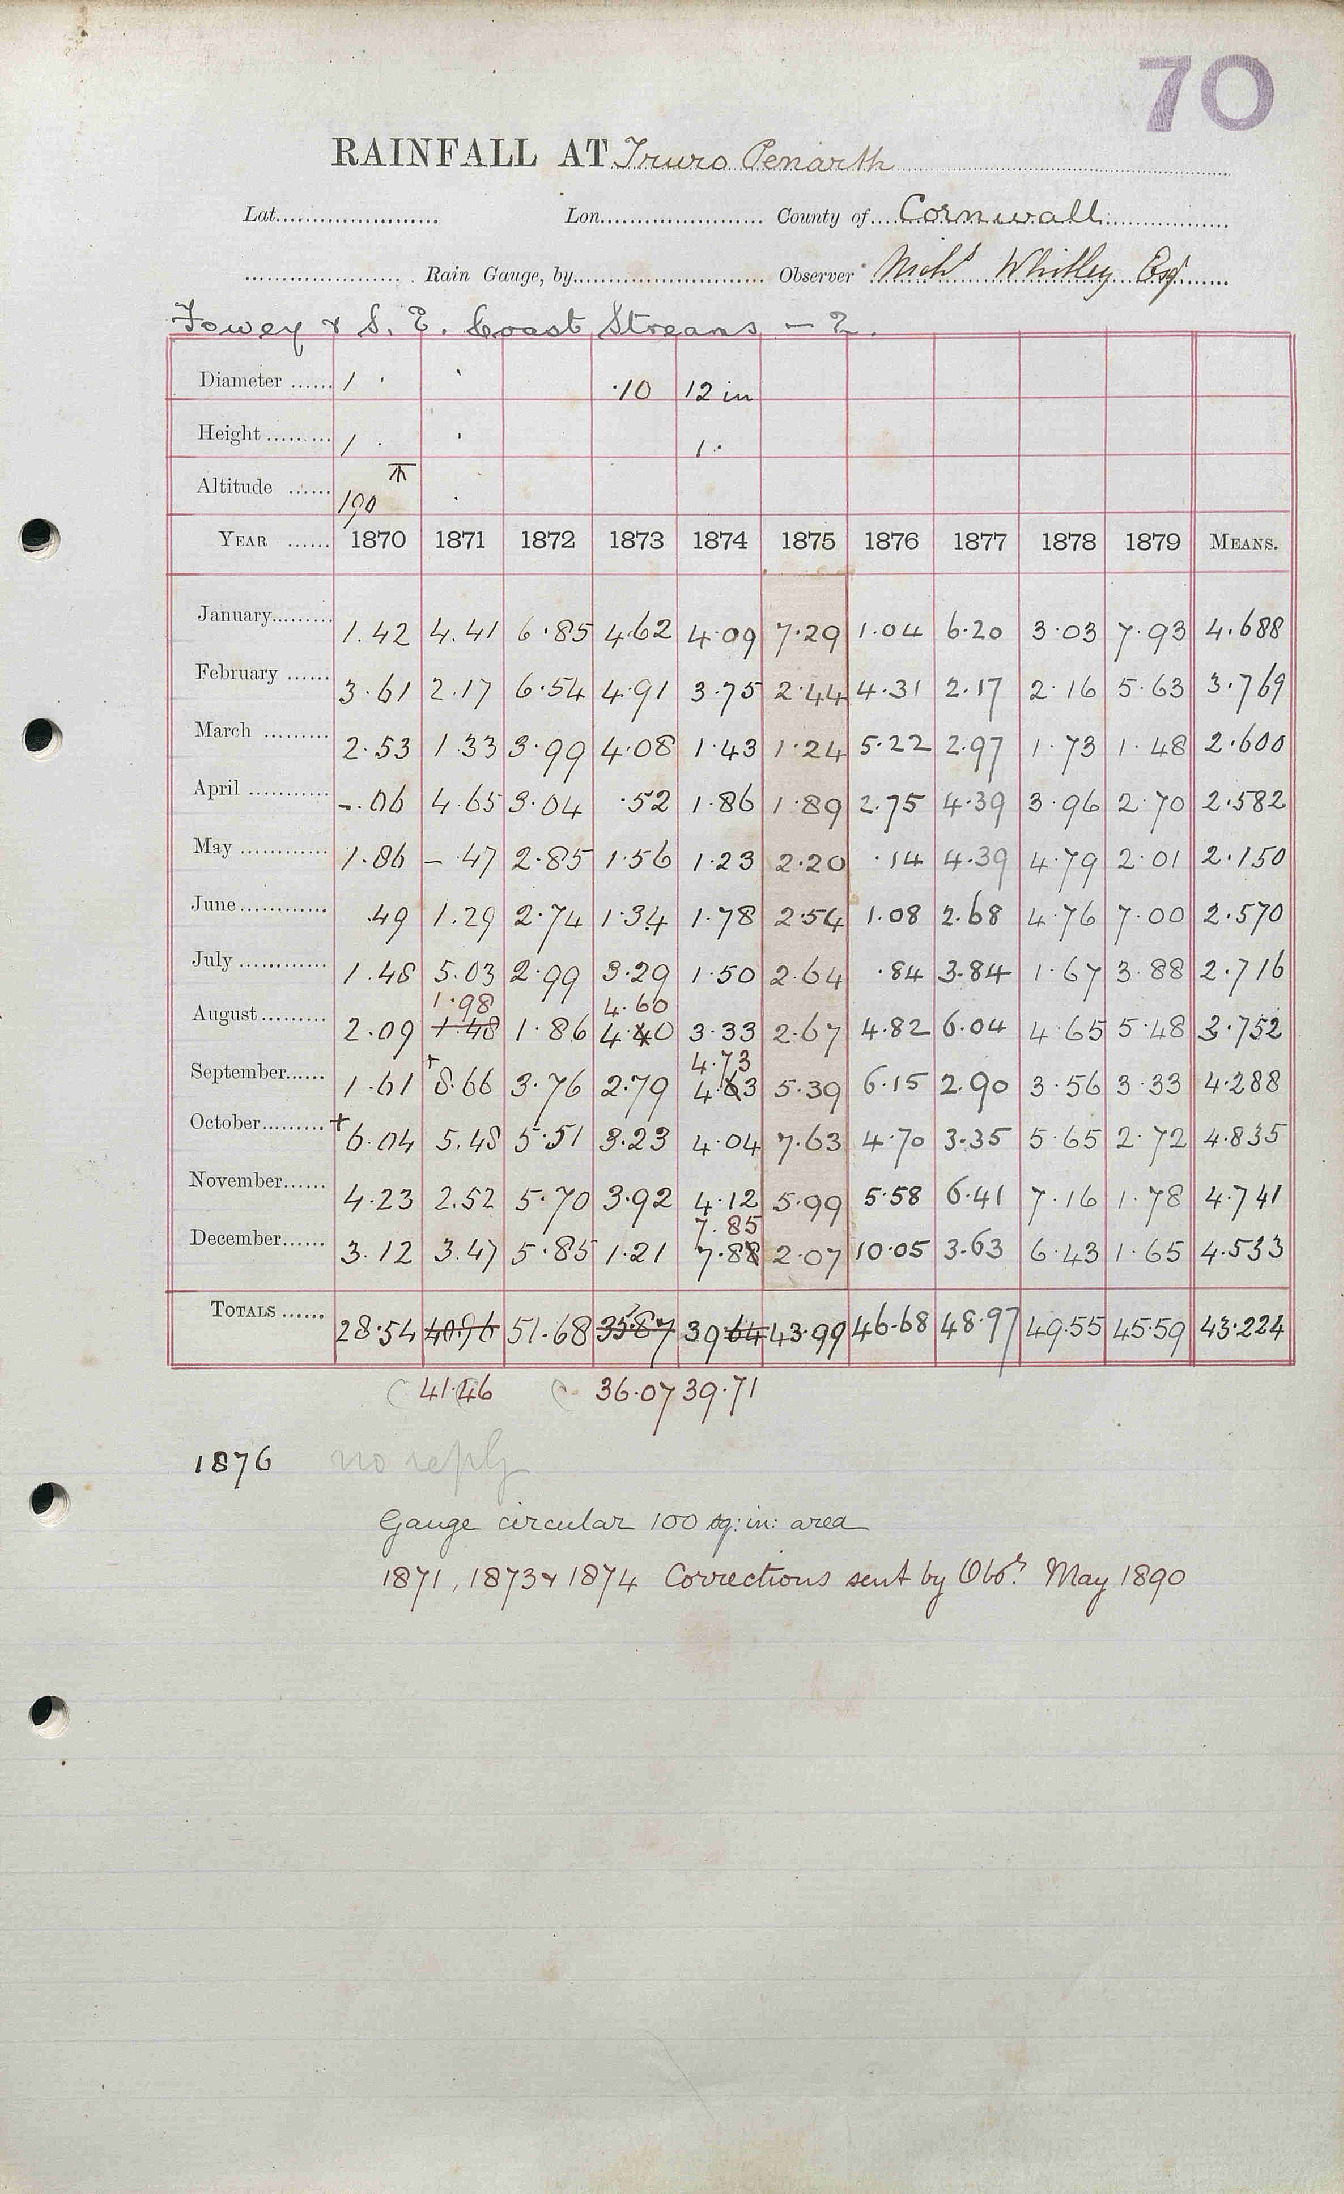 70
RAINFALL AT Truro Penarth
Lat. Lon. County of Cornwall
Rain Gauge, by Observer Nichs Whitley Esqr
Fowey & S. E. Coast Streams — 2.
Diameter 1 · · ·10 12 in
Height 1 · · 1·
Altitude 190 ·
YEAR 1870 1871 1872 1873 1874 1875 1876 1877 1878 1879 MEANS.
January 1.42 4.41 6.85 4.62 4.09 7.29 1.04 6.20 3.03 7.93 4.688
February 3.61 2.17 6.54 4.91 3.75 2.44 4.31 2.17 2.16 5.63 3.769
March 2.53 1.33 3.99 4.08 1.43 1.24 5.22 2.97 1.73 1.48 2.600
April -.06 4.65 3.04 .52 1.86 1.89 2.75 4.39 3.96 2.70 2.582
May 1.86 – 47 2.85 1.56 1.23 2.20 .14 4.39 4.79 2.01 2.150
June .49 1.29 2.74 1.34 1.78 2.54 1.08 2.68 4.76 7.00 2.570
July 1.48 5.03 2.99 3.29 1.50 2.64 .84 3.84 1.67 3.88 2.716
1.98 4.60
August 2.09 1.48 1.86 4.40 3.33 2.67 4.82 6.04 4.65 5.48 3.752
4.73
September 1.61 +8.66 3.76 2.79 4.63 5.39 6.15 2.90 3.56 3.33 4.288
October +6.04 5.48 5.51 3.23 4.04 7.63 4.70 3.35 5.65 2.72 4.835
November 4.23 2.52 5.70 3.92 4.12 5.99 5.58 6.41 7.16 1.78 4.741
7.85
December 3.12 3.47 5.85 1.21 7.88 2.07 10.05 3.63 6.43 1.65 4.533
TOTALS 28.54 40.96 51.68 35.87 39.64 43.99 46.68 48.97 49.55 45.59 43.224
41.46 36.07 39.71
1876 no reply
Gauge circular 100 sq: in: area
1871, 1873 & 1874 Corrections sent by Obsr. May 1890